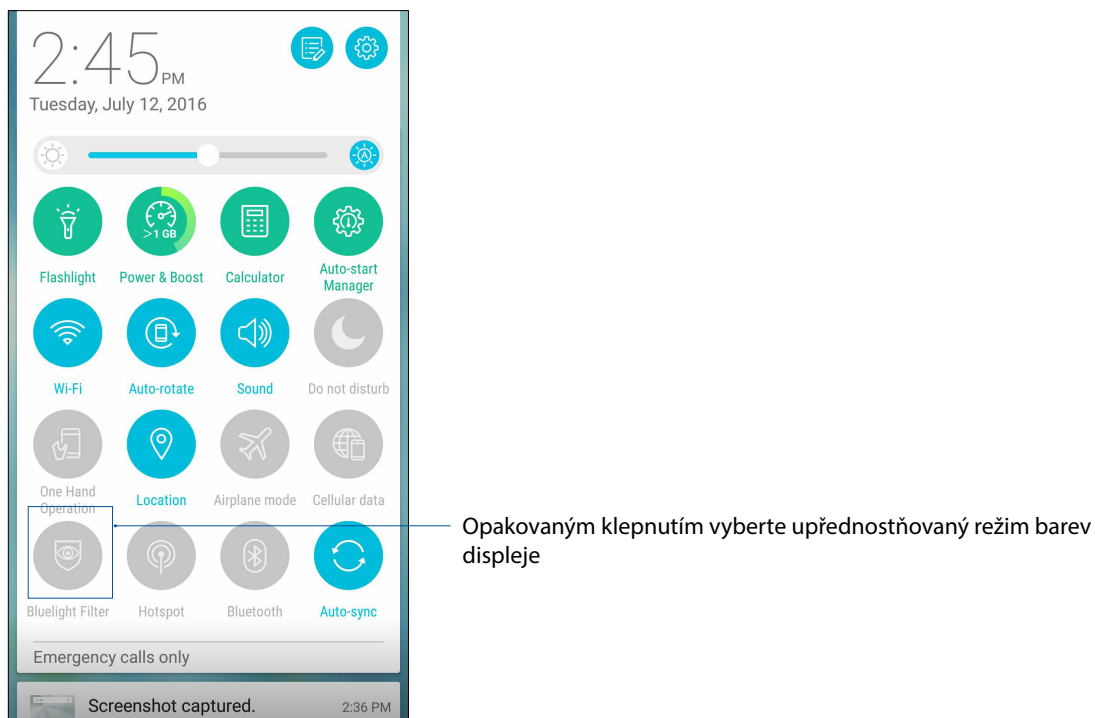 2:45 PM
Tuesday, July 12, 2016
A
>1 GB
Flashlight Power & Boost Calculator Auto-start
Manager
Wi-Fi Auto-rotate Sound Do not disturb
One Hand
Operation Location Airplane mode Cellular data
Opakovaným klepnutím vyberte upřednostňovaný režim barev
displeje
Bluelight Filter Hotspot Bluetooth Auto-sync
Emergency calls only
Screenshot captured. 2:36 PM